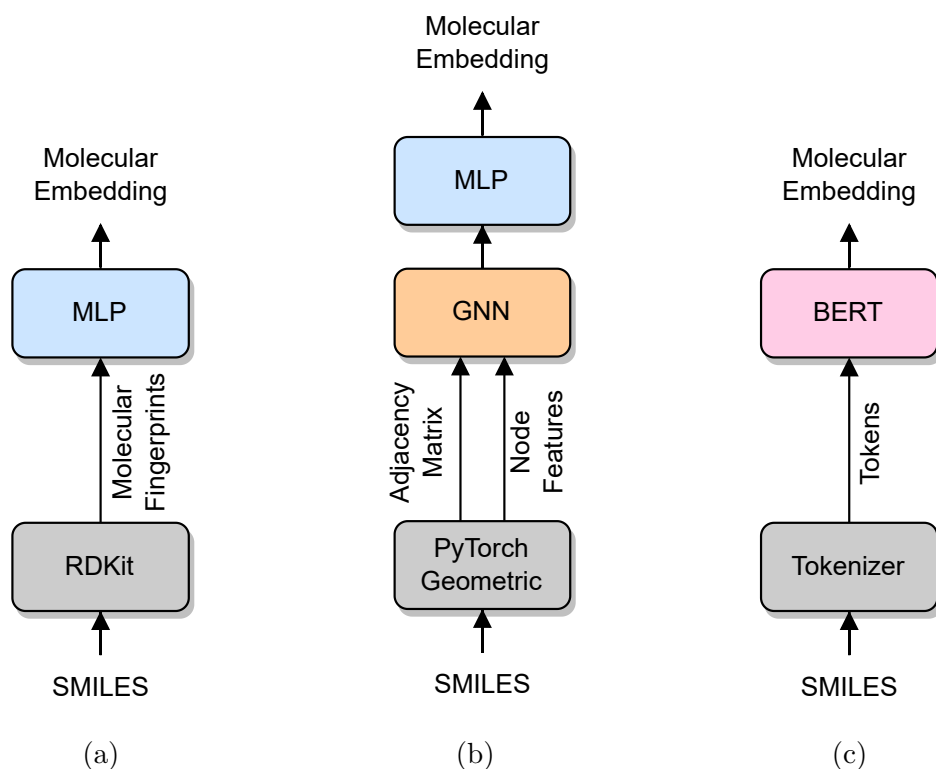 Molecular
Embedding
MLP
Molecular
Fingerprints
RDKit
SMILES
(a)
Molecular
Embedding
MLP
GNN
Adjacency
Matrix
Node
Features
PyTorch
Geometric
SMILES
(b)
Molecular
Embedding
BERT
Tokens
Tokenizer
SMILES
(c)